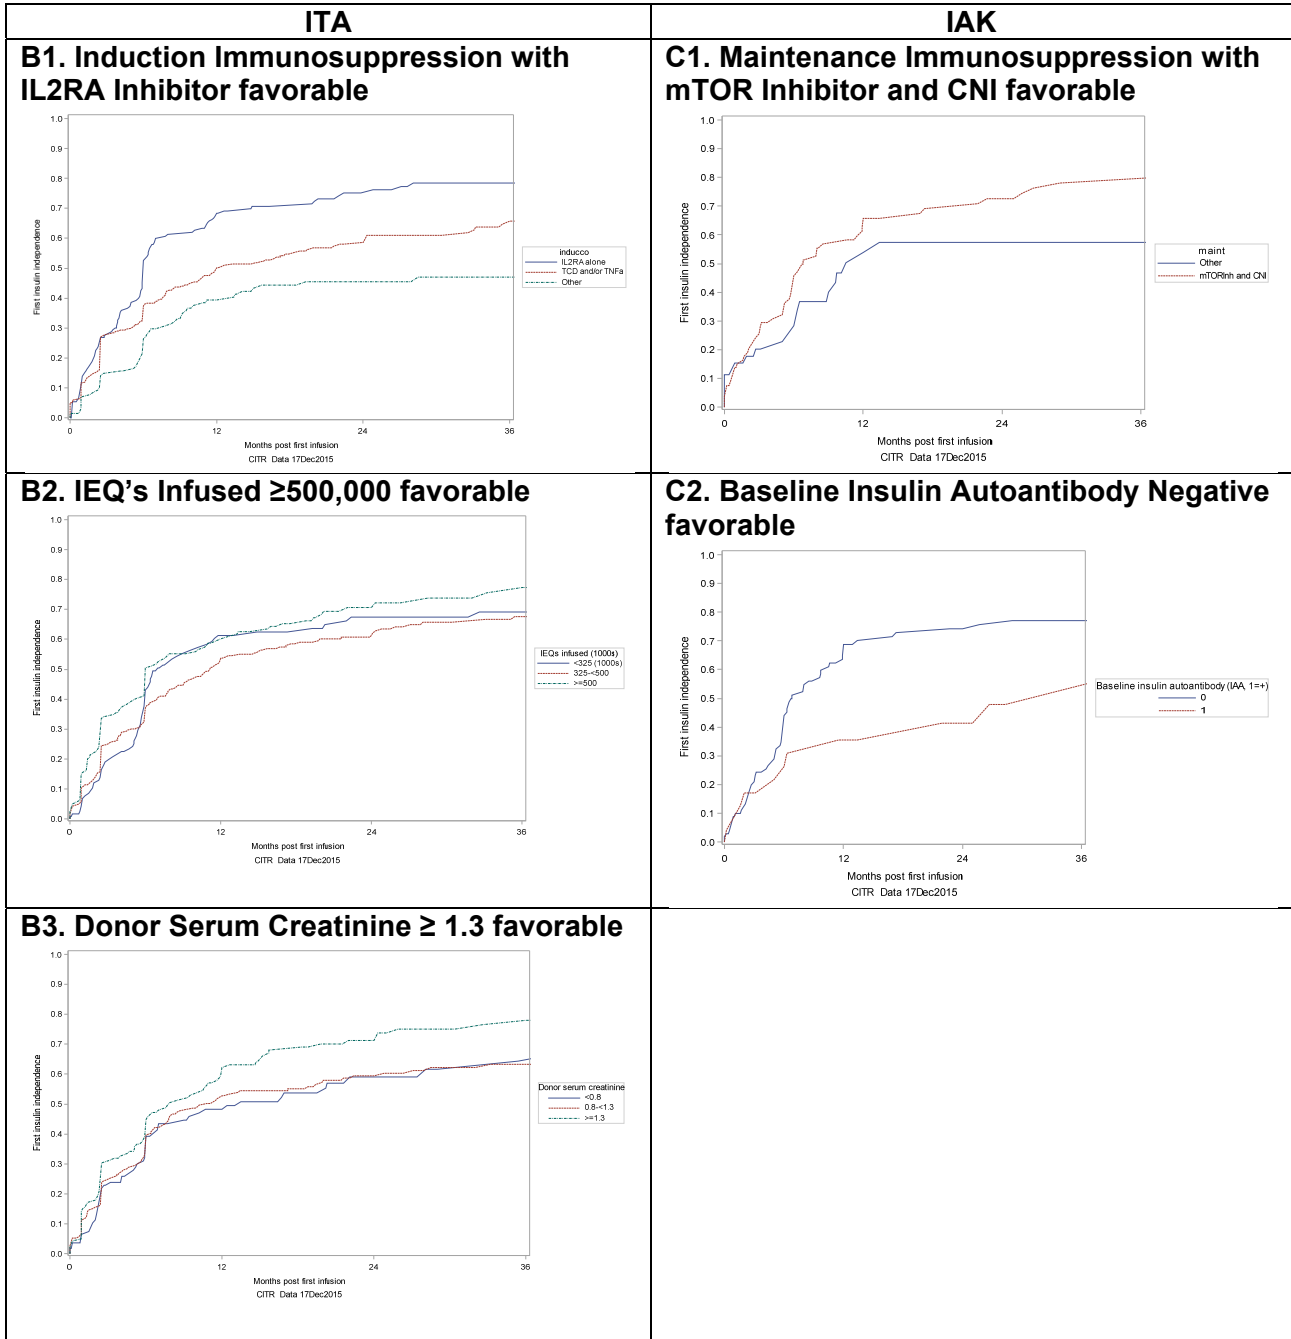 ITA
IAK
B1. Induction Immunosuppression with
IL2RA Inhibitor favorable
First insulin independence
1.0
0.9
0.8
0.7
0.6
0.5
0.4
0.3
0.2
0.1
0.0
0
12
24
36
Months post first infusion
CITR Data 17Dec2015
inducco
IL2RA alone
TCD and/or TNFa
Other
C1. Maintenance Immunosuppression with
mTOR Inhibitor and CNI favorable
First insulin independence
1.0
0.9
0.8
0.7
0.6
0.5
0.4
0.3
0.2
0.1
0.0
0
12
24
36
Months post first infusion
CITR Data 17Dec2015
maint
Other
mTORInh and CNI
B2. IEQ's Infused ≥500,000 favorable
First insulin independence
1.0
0.9
0.8
0.7
0.6
0.5
0.4
0.3
0.2
0.1
0.0
0
12
24
36
Months post first infusion
CITR Data 17Dec2015
IEQs infused (1000s)
<325 (1000s)
325-<500
>=500
C2. Baseline Insulin Autoantibody Negative
favorable
First insulin independence
1.0
0.9
0.8
0.7
0.6
0.5
0.4
0.3
0.2
0.1
0.0
0
12
24
36
Months post first infusion
CITR Data 17Dec2015
Baseline insulin autoantibody (IAA, 1=+)
0
1
B3. Donor Serum Creatinine ≥ 1.3 favorable
First insulin independence
1.0
0.9
0.8
0.7
0.6
0.5
0.4
0.3
0.2
0.1
0.0
0
12
24
36
Months post first infusion
CITR Data 17Dec2015
Donor serum creatinine
<0.8
0.8-<1.3
>=1.3